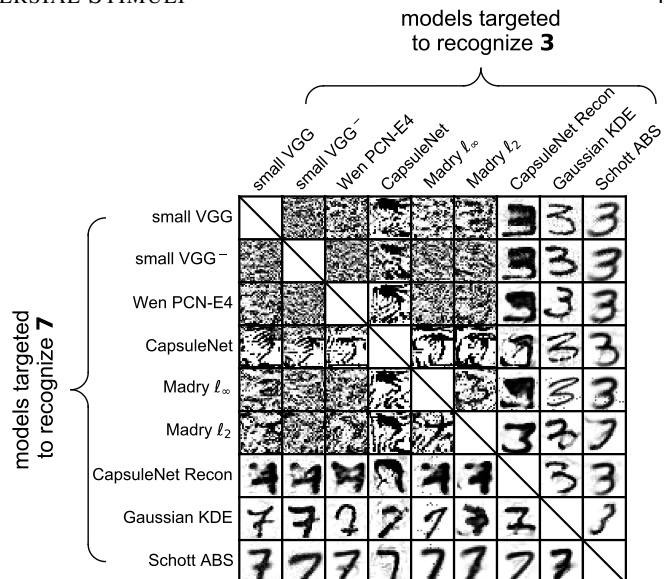 ERSIAL STIMULI
models targeted
to recognize 3
small VGG
small VGG⁻
Wen PCN-E4
CapsuleNet
Madry ℓ∞
Madry ℓ₂
CapsuleNet Recon
Gaussian KDE
Schott ABS
models targeted
to recognize 7
small VGG
small VGG⁻
Wen PCN-E4
CapsuleNet
Madry ℓ∞
Madry ℓ₂
CapsuleNet Recon
Gaussian KDE
Schott ABS